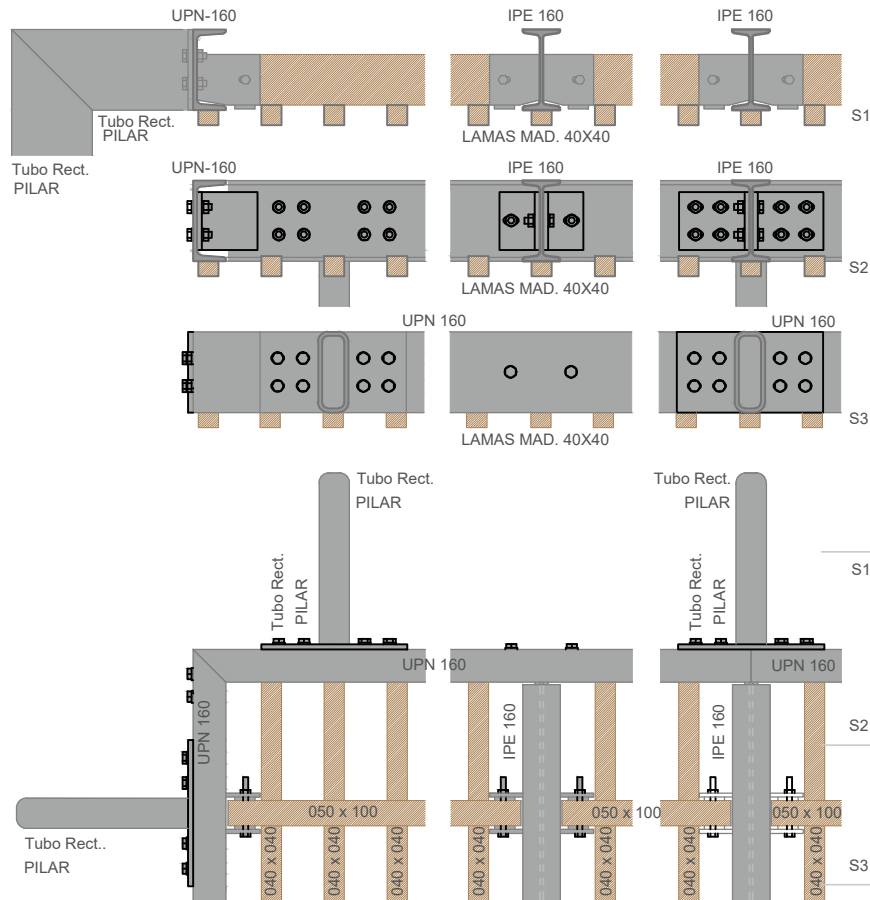 UPN-160
IPE 160
IPE 160
Tubo Rect.
PILAR
S1
LAMAS MAD. 40X40
Tubo Rect.
PILAR
UPN-160
IPE 160
IPE 160
S2
LAMAS MAD. 40X40
UPN 160
UPN 160
S3
LAMAS MAD. 40X40
Tubo Rect.
PILAR
Tubo Rect.
PILAR
Tubo Rect.
PILAR
Tubo Rect.
PILAR
S1
UPN 160
UPN 160
UPN 160
IPE 160
IPE 160
S2
050 x 100
050 x 100
050 x 100
Tubo Rect..
PILAR
040 x 040
040 x 040
040 x 040
040 x 040
040 x 040
040 x 040
040 x 040
S3